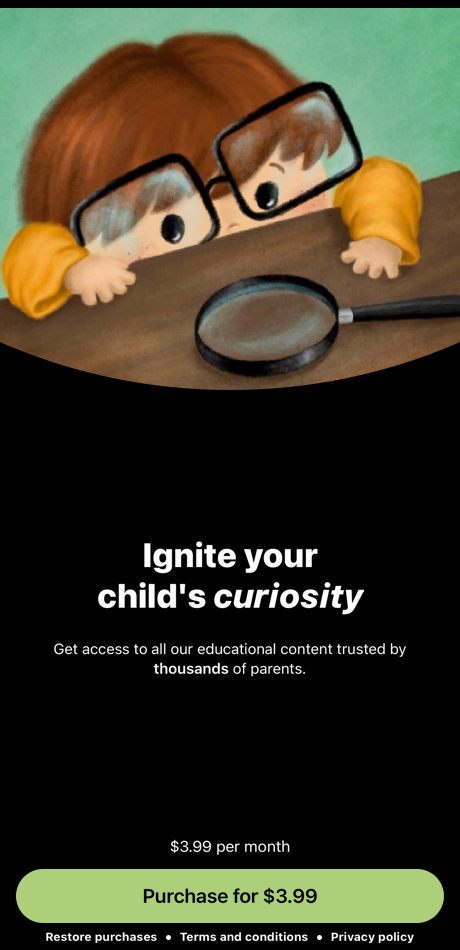 Ignite your
child's curiosity
Get access to all our educational content trusted by
thousands of parents.
$3.99 per month
Purchase for $3.99
Restore purchases • Terms and conditions • Privacy policy